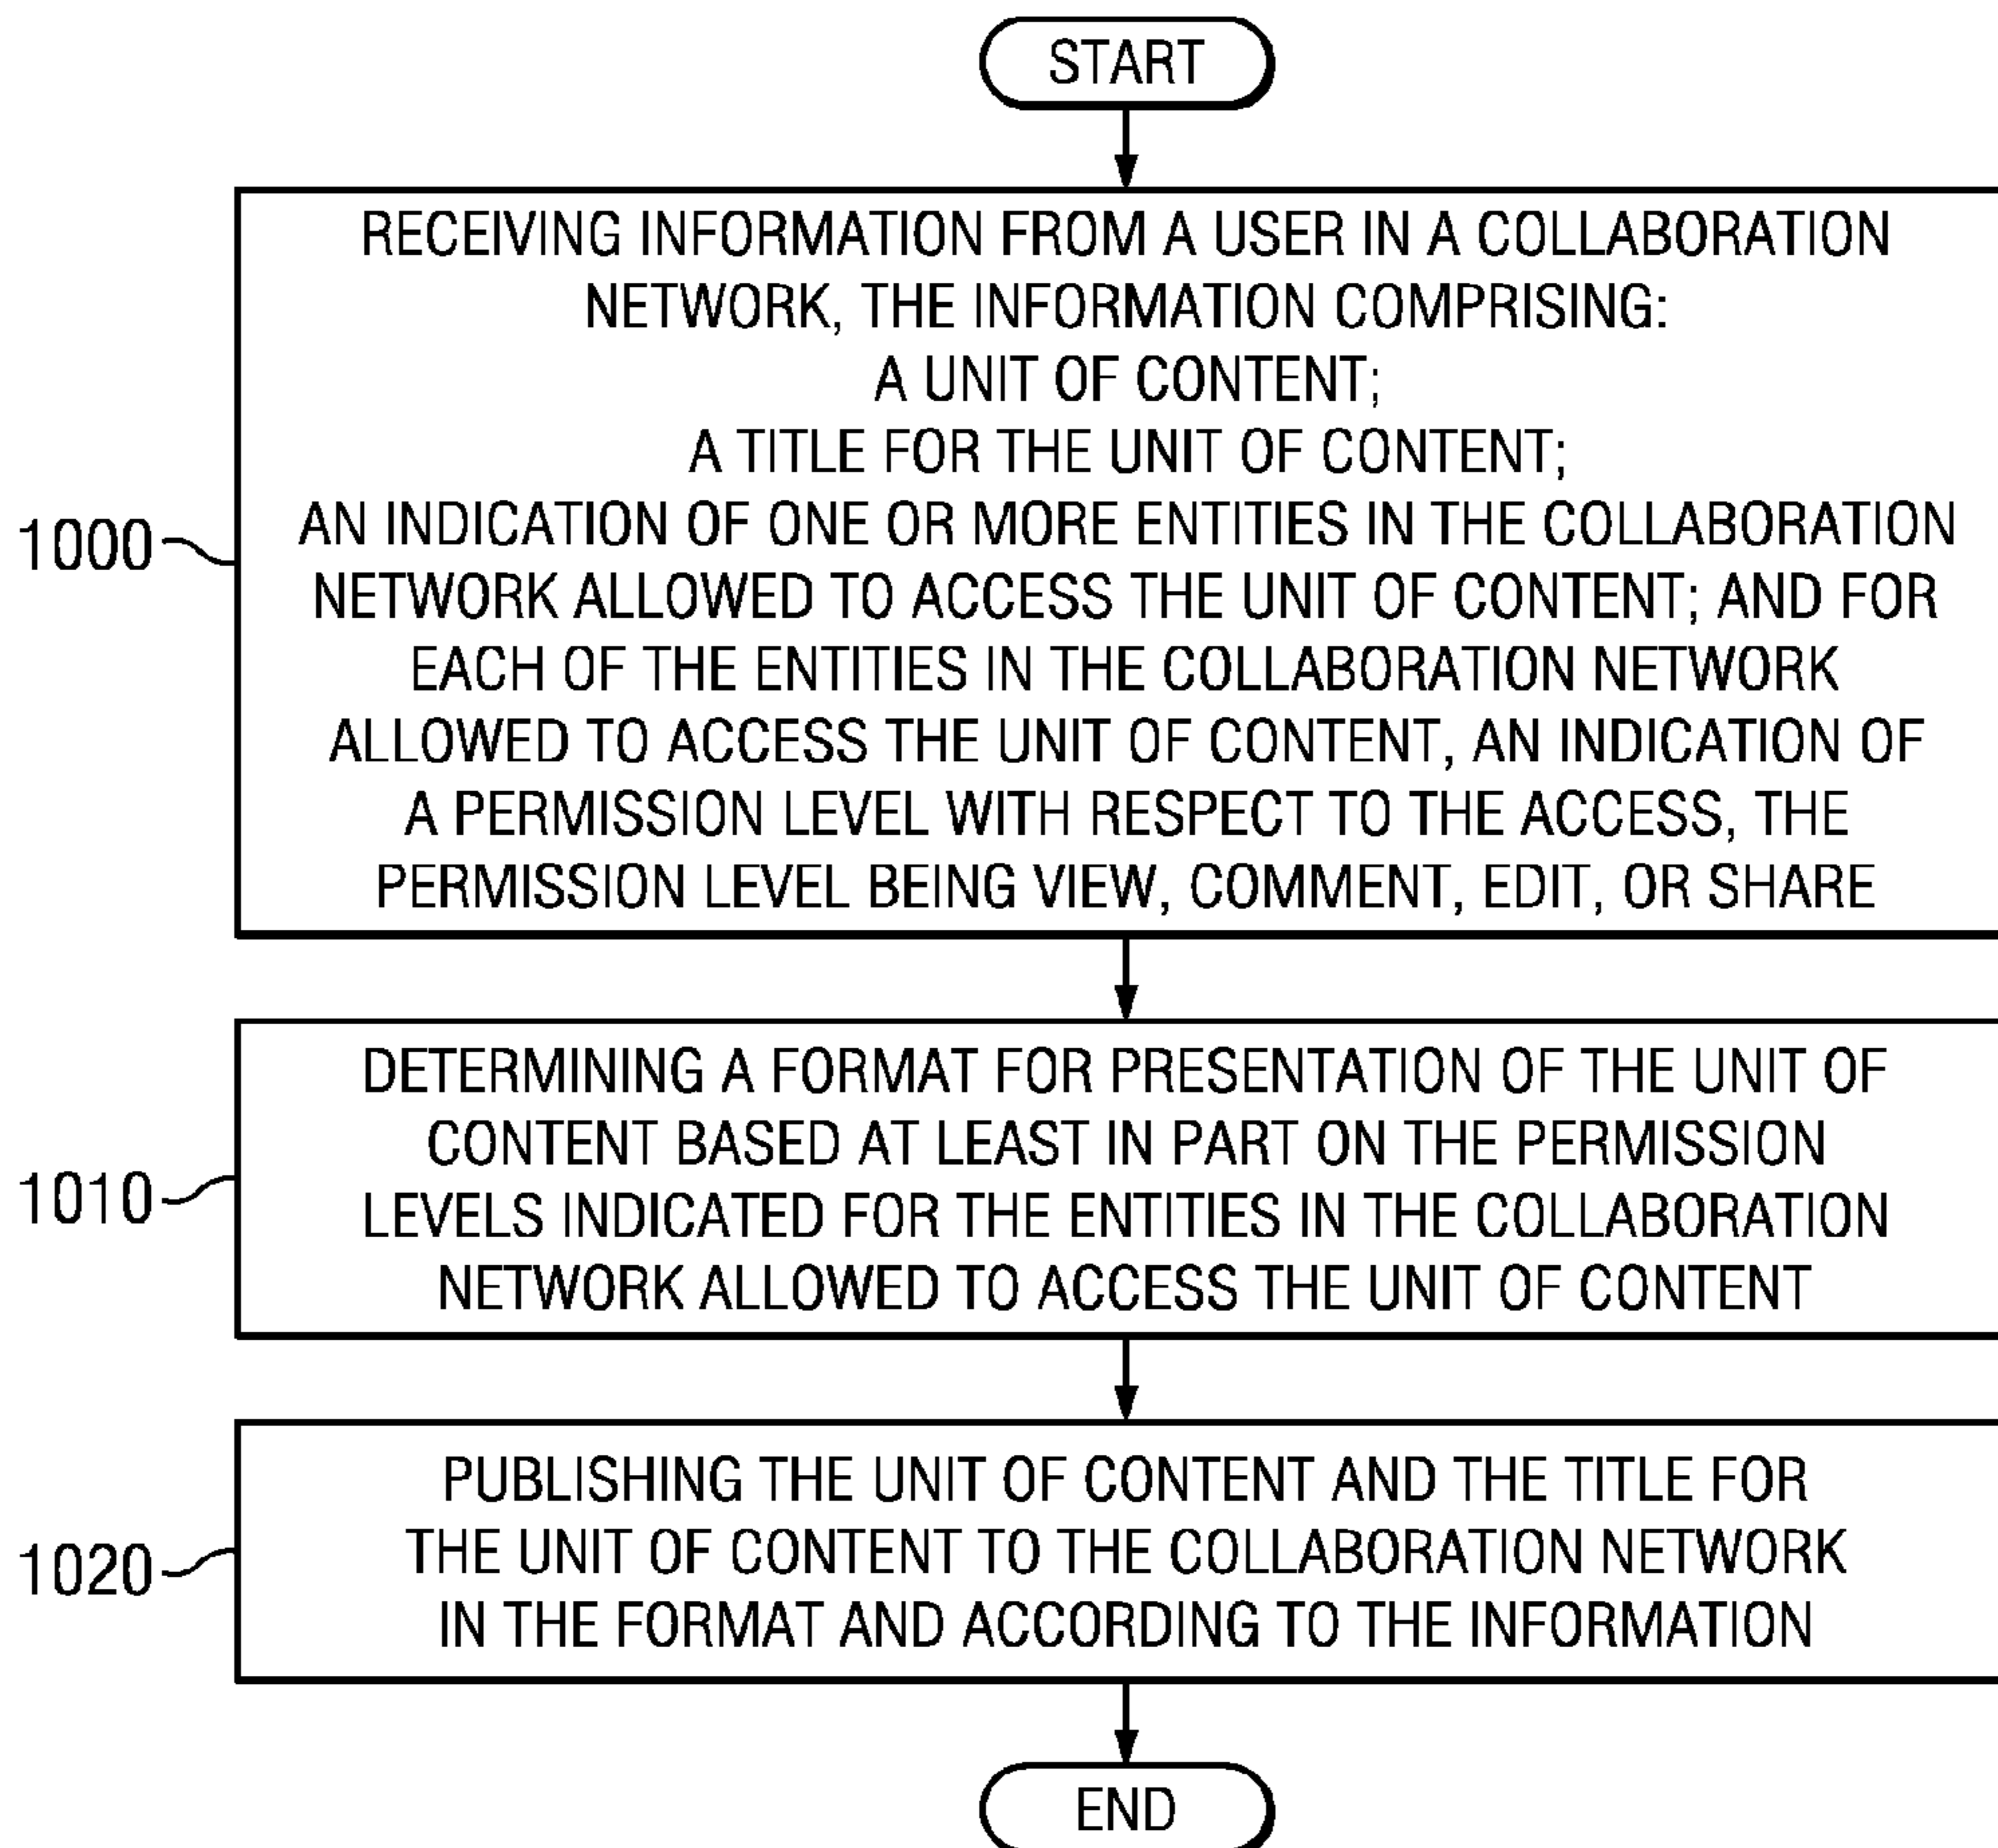 START
RECEIVING INFORMATION FROM A USER IN A COLLABORATION
NETWORK, THE INFORMATION COMPRISING:
A UNIT OF CONTENT;
A TITLE FOR THE UNIT OF CONTENT;
AN INDICATION OF ONE OR MORE ENTITIES IN THE COLLABORATION
NETWORK ALLOWED TO ACCESS THE UNIT OF CONTENT; AND FOR
EACH OF THE ENTITIES IN THE COLLABORATION NETWORK
ALLOWED TO ACCESS THE UNIT OF CONTENT, AN INDICATION OF
A PERMISSION LEVEL WITH RESPECT TO THE ACCESS, THE
PERMISSION LEVEL BEING VIEW, COMMENT, EDIT, OR SHARE
1000
DETERMINING A FORMAT FOR PRESENTATION OF THE UNIT OF
CONTENT BASED AT LEAST IN PART ON THE PERMISSION
LEVELS INDICATED FOR THE ENTITIES IN THE COLLABORATION
NETWORK ALLOWED TO ACCESS THE UNIT OF CONTENT
1010
PUBLISHING THE UNIT OF CONTENT AND THE TITLE FOR
THE UNIT OF CONTENT TO THE COLLABORATION NETWORK
IN THE FORMAT AND ACCORDING TO THE INFORMATION
1020
END